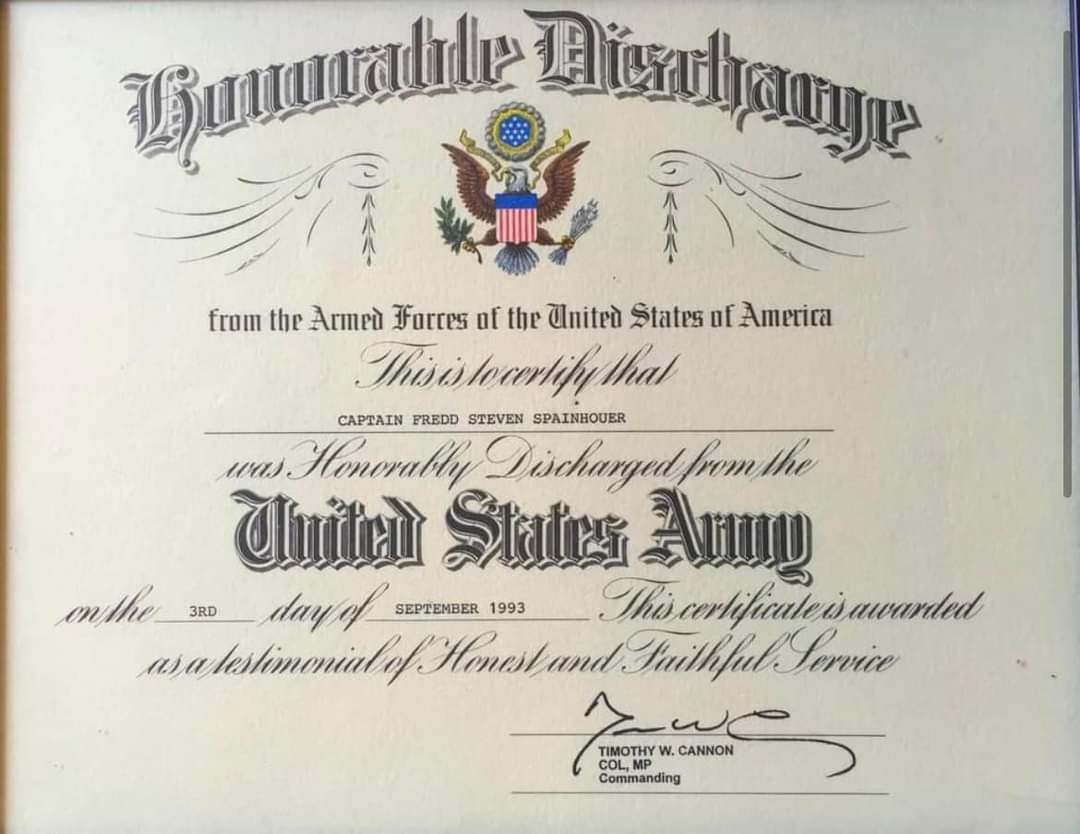 Honorable Discharge
from the Armed Forces of the United States of America
This is to certify that
CAPTAIN FREDD STEVEN SPAINHOUER
was Honorably Discharged from the
United States Army
on the 3RD day of SEPTEMBER 1993 This certificate is awarded
as a testimonial of Honest and Faithful Service
TIMOTHY W. CANNON
COL, MP
Commanding